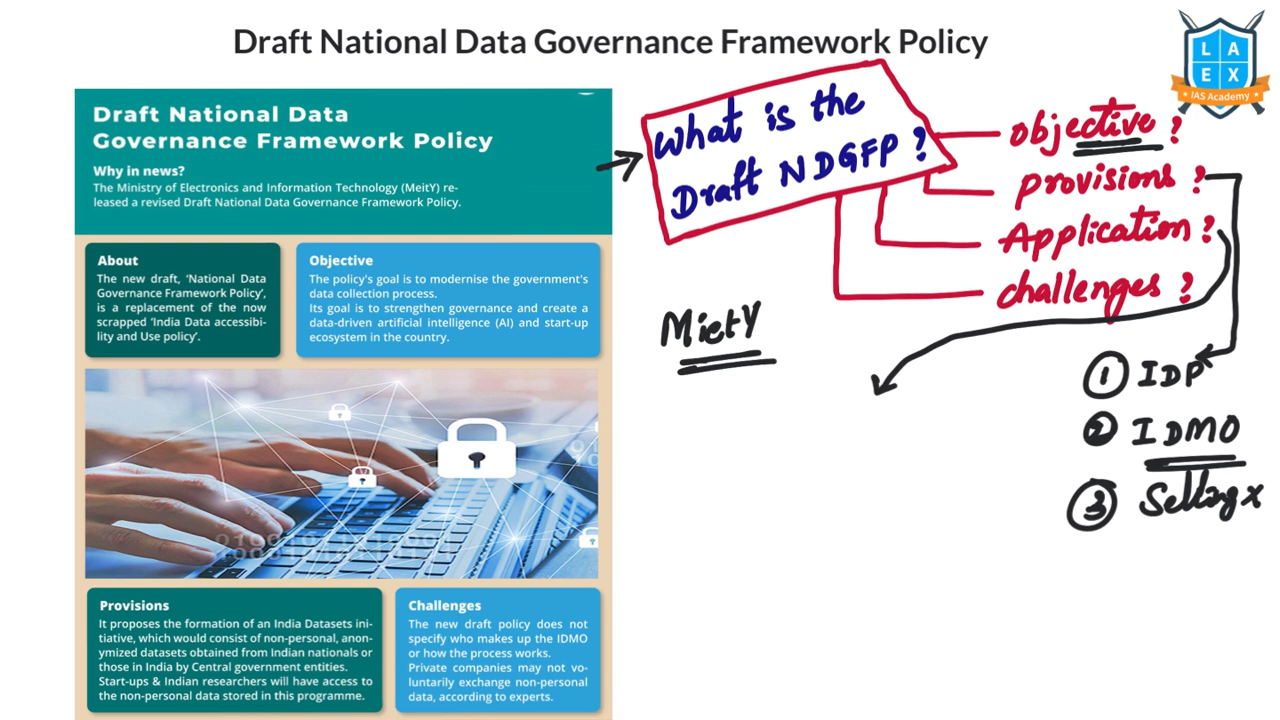 Draft National Data Governance Framework Policy
L A
E X
IAS Academy
Draft National Data
Governance Framework Policy
Why in news?
The Ministry of Electronics and Information Technology (MeitY) re-
leased a revised Draft National Data Governance Framework Policy.
About
The new draft, ‘National Data
Governance Framework Policy’,
is a replacement of the now
scrapped ‘India Data accessibi-
lity and Use policy’.
Objective
The policy's goal is to modernise the government's
data collection process.
Its goal is to strengthen governance and create a
data-driven artificial intelligence (AI) and start-up
ecosystem in the country.
Provisions
It proposes the formation of an India Datasets ini-
tiative, which would consist of non-personal, anon-
ymized datasets obtained from Indian nationals or
those in India by Central government entities.
Start-ups & Indian researchers will have access to
the non-personal data stored in this programme.
Challenges
The new draft policy does not
specify who makes up the IDMO
or how the process works.
Private companies may not vo-
luntarily exchange non-personal
data, according to experts.
What is the
Draft NDGFP ?
objective ?
provisions ?
Application ?
challenges ?
MietY
1 IDP
2 IDMO
3